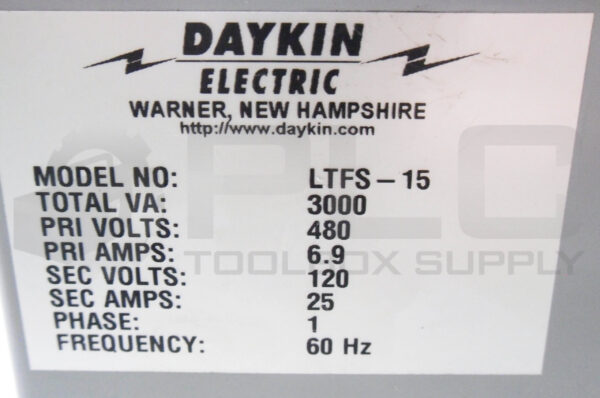 DAYKIN
ELECTRIC
WARNER, NEW HAMPSHIRE
http://www.daykin.com
MODEL NO: LTFS-15
TOTAL VA: 3000
PRI VOLTS: 480
PRI AMPS: 6.9
SEC VOLTS: 120
SEC AMPS: 25
PHASE: 1
FREQUENCY: 60 Hz
PLC
TOOLBOX SUPPLY